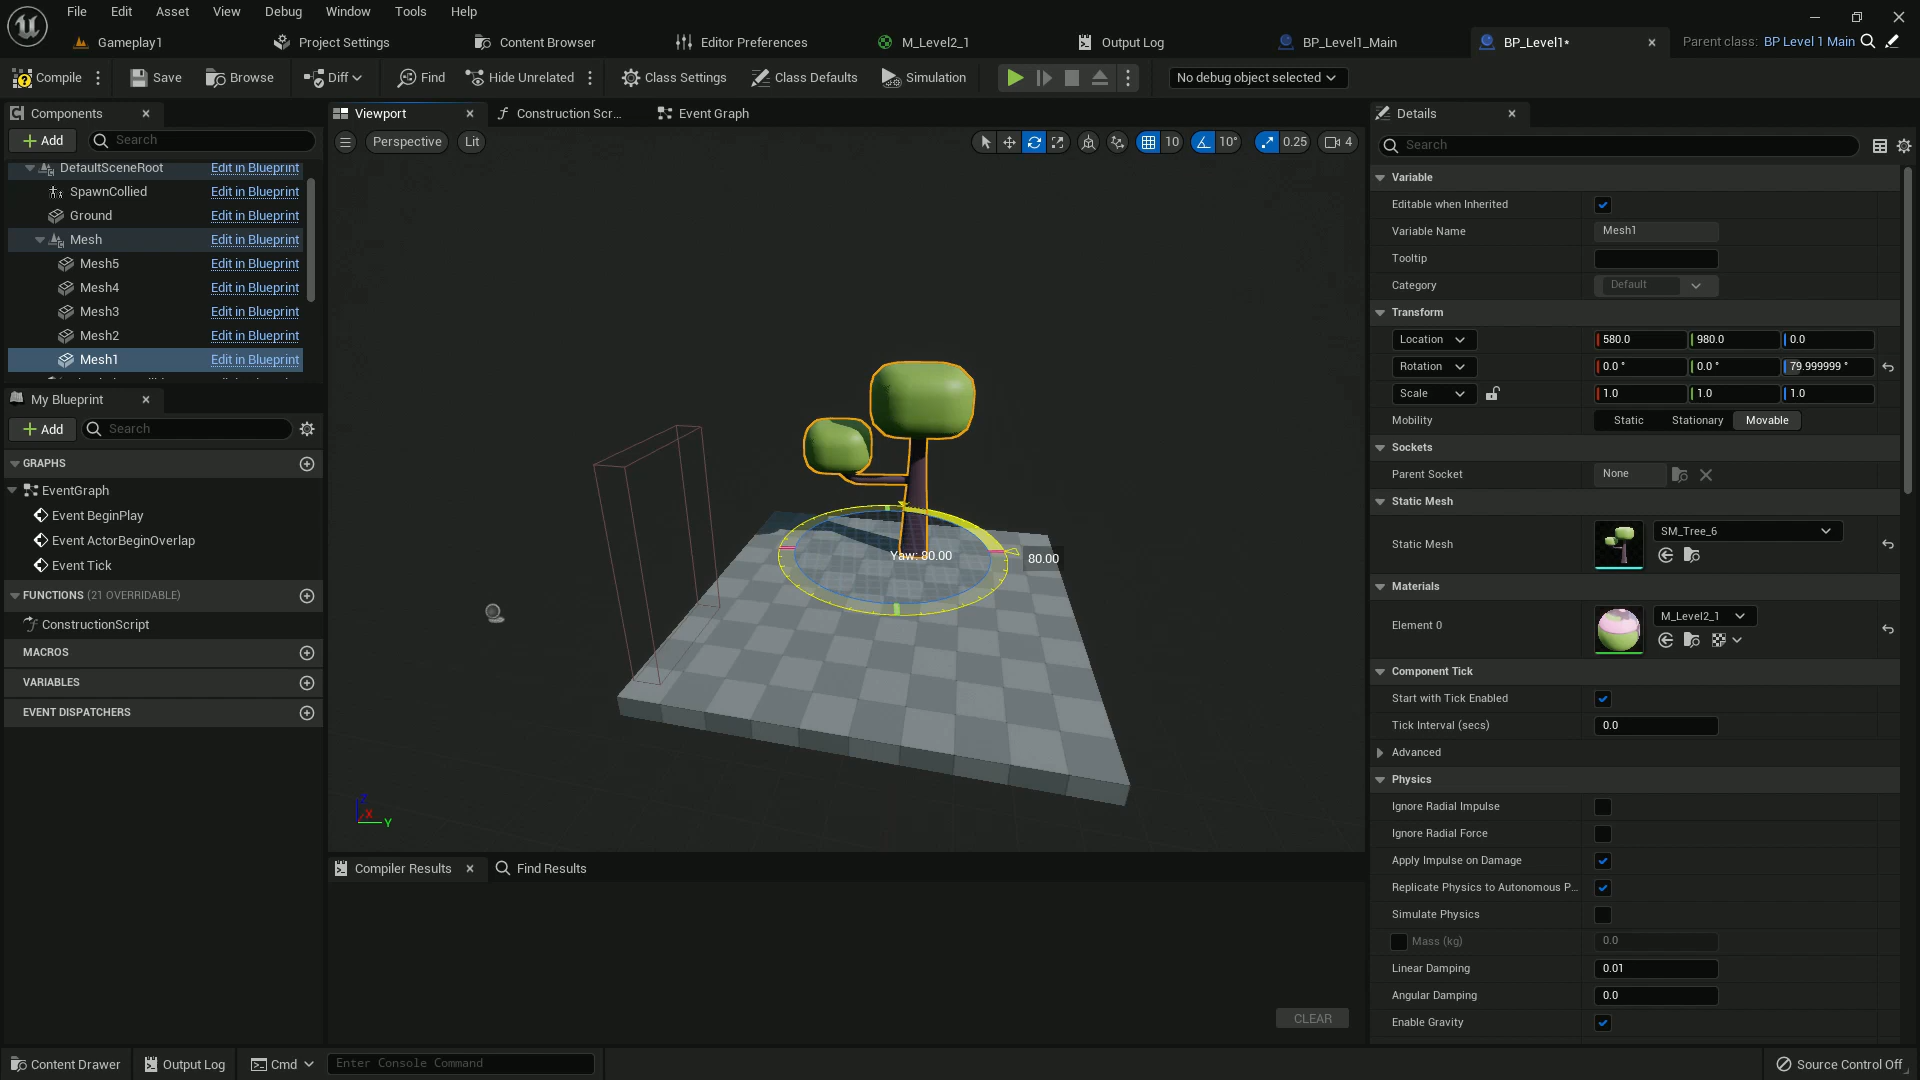 File Edit Asset View Debug Window Tools Help
Gameplay1 Project Settings Content Browser Editor Preferences M_Level2_1 Output Log BP_Level1_Main BP_Level1* Parent class: BP Level 1 Main
Compile Save Browse Diff Find Hide Unrelated Class Settings Class Defaults Simulation No debug object selected
Components
Add Search
DefaultSceneRoot Edit in Blueprint
SpawnCollied Edit in Blueprint
Ground Edit in Blueprint
Mesh Edit in Blueprint
Mesh5 Edit in Blueprint
Mesh4 Edit in Blueprint
Mesh3 Edit in Blueprint
Mesh2 Edit in Blueprint
Mesh1 Edit in Blueprint
My Blueprint
Add Search
GRAPHS
EventGraph
Event BeginPlay
Event ActorBeginOverlap
Event Tick
FUNCTIONS (21 OVERRIDABLE)
ConstructionScript
MACROS
VARIABLES
EVENT DISPATCHERS
Viewport Construction Scr... Event Graph
Perspective Lit 10 10° 0.25 4
Yaw: 80.00 80.00
X Y Z
Compiler Results Find Results
CLEAR
Details
Search
Variable
Editable when Inherited
Variable Name Mesh1
Tooltip
Category Default
Transform
Location 580.0 980.0 0.0
Rotation 0.0 ° 0.0 ° 79.999999 °
Scale 1.0 1.0 1.0
Mobility Static Stationary Movable
Sockets
Parent Socket None
Static Mesh
Static Mesh SM_Tree_6
Materials
Element 0 M_Level2_1
Component Tick
Start with Tick Enabled
Tick Interval (secs) 0.0
Advanced
Physics
Ignore Radial Impulse
Ignore Radial Force
Apply Impulse on Damage
Replicate Physics to Autonomous P...
Simulate Physics
Mass (kg) 0.0
Linear Damping 0.01
Angular Damping 0.0
Enable Gravity
Content Drawer Output Log Cmd Enter Console Command Source Control Off